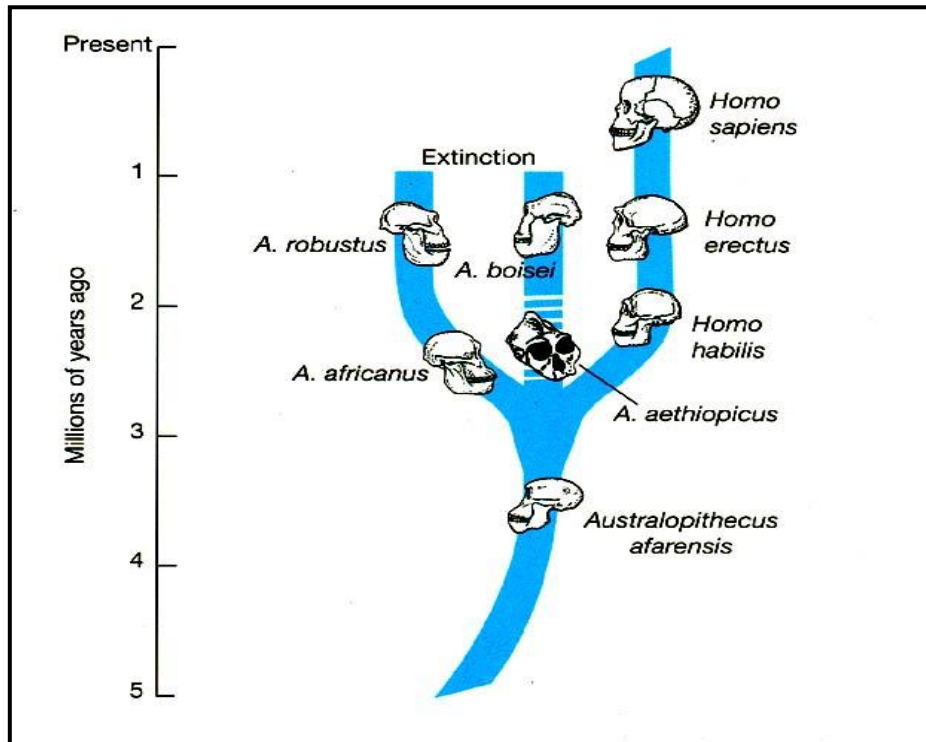 Present
Homo
sapiens
Extinction
1
A. robustus
A. boisei
Homo
erectus
2
Homo
habilis
A. africanus
A. aethiopicus
Millions of years ago
3
Australopithecus
afarensis
4
5